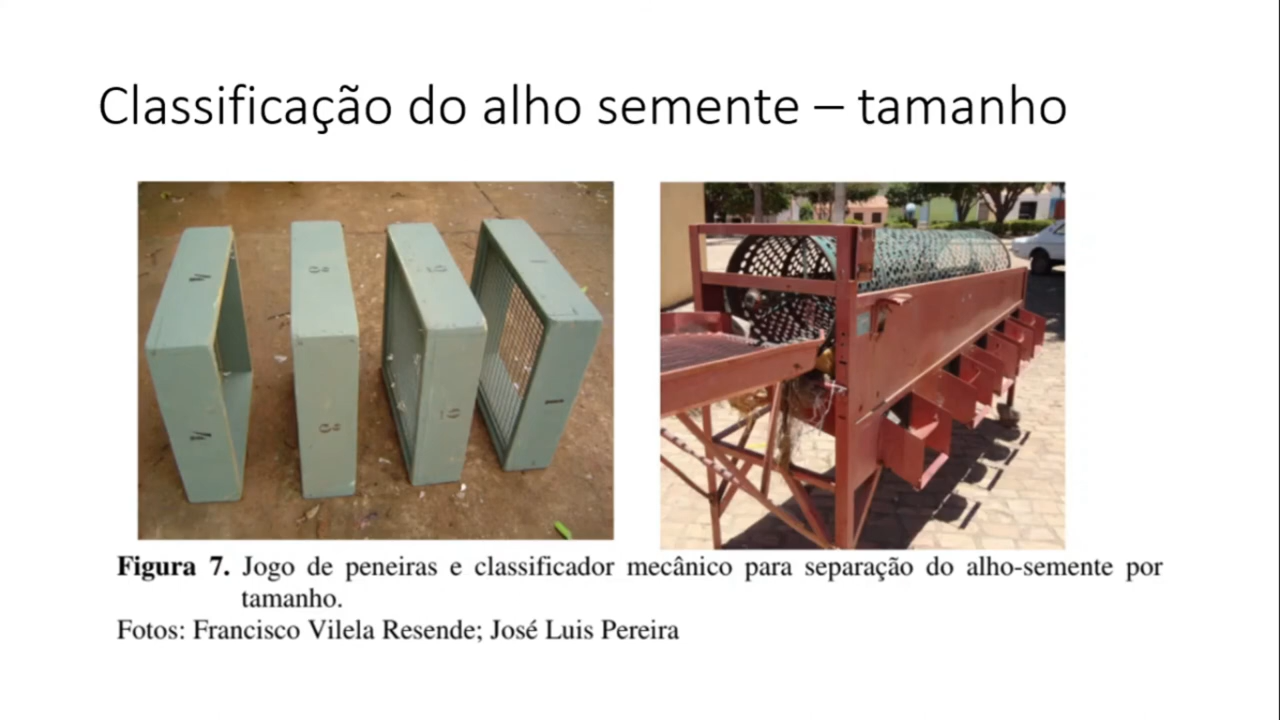 Classificação do alho semente – tamanho
Figura 7. Jogo de peneiras e classificador mecânico para separação do alho-semente por
tamanho.
Fotos: Francisco Vilela Resende; José Luis Pereira